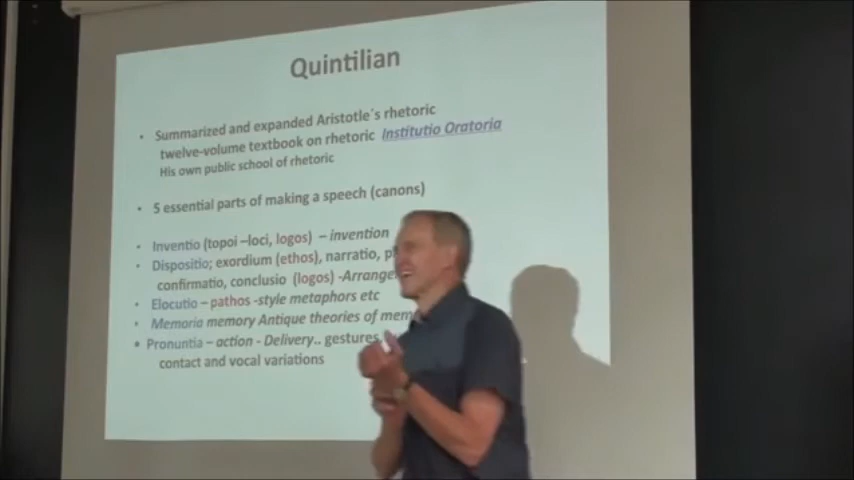 Quintilian
• Summarized and expanded Aristotle´s rhetoric
twelve-volume textbook on rhetoric Institutio Oratoria
His own public school of rhetoric
• 5 essential parts of making a speech (canons)
• Inventio (topoi –loci, logos) – invention
• Dispositio; exordium (ethos), narratio,
confirmatio, conclusio (logos) -
• Elocutio – pathos -style metaphors etc
• Memoria memory Antique theories of
• Pronuntia – action - Delivery.. gestures
contact and vocal variations